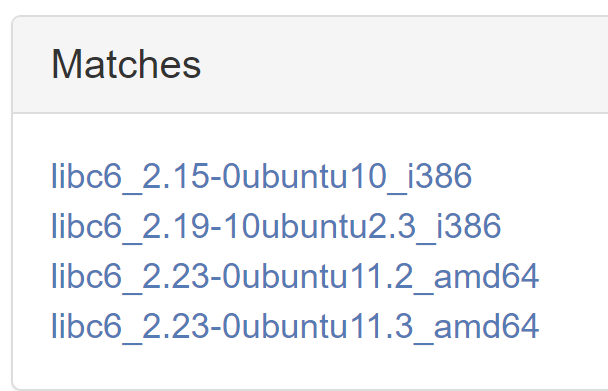 Matches
libc6_2.15-0ubuntu10_i386
libc6_2.19-10ubuntu2.3_i386
libc6_2.23-0ubuntu11.2_amd64
libc6_2.23-0ubuntu11.3_amd64